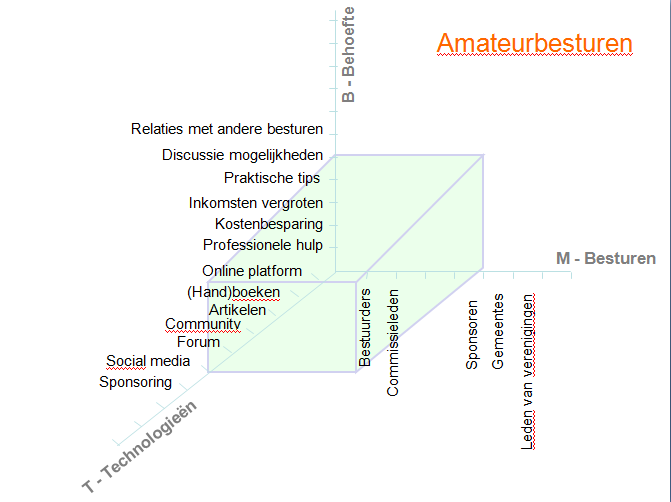 Amateurbesturen
B - Behoefte
Relaties met andere besturen
Discussie mogelijkheden
Praktische tips
Inkomsten vergroten
Kostenbesparing
Professionele hulp
M - Besturen
Online platform
(Hand)boeken
Artikelen
Community
Forum
Social media
Sponsoring
T - Technologieën
Bestuurders
Commissieleden
Sponsoren
Gemeentes
Leden van verenigingen